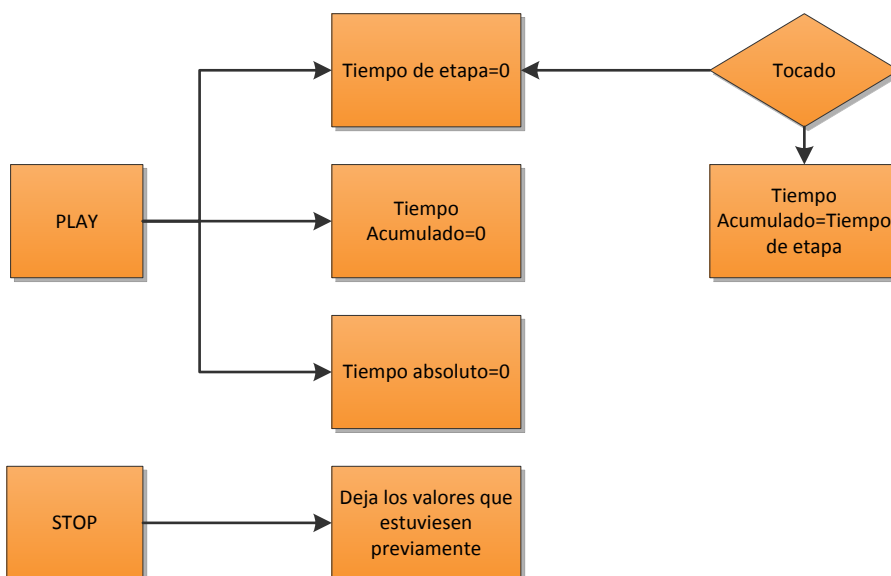 Tiempo de etapa=0
Tocado
PLAY
Tiempo
Acumulado=0
Tiempo
Acumulado=Tiempo
de etapa
Tiempo absoluto=0
STOP
Deja los valores que
estuviesen
previamente